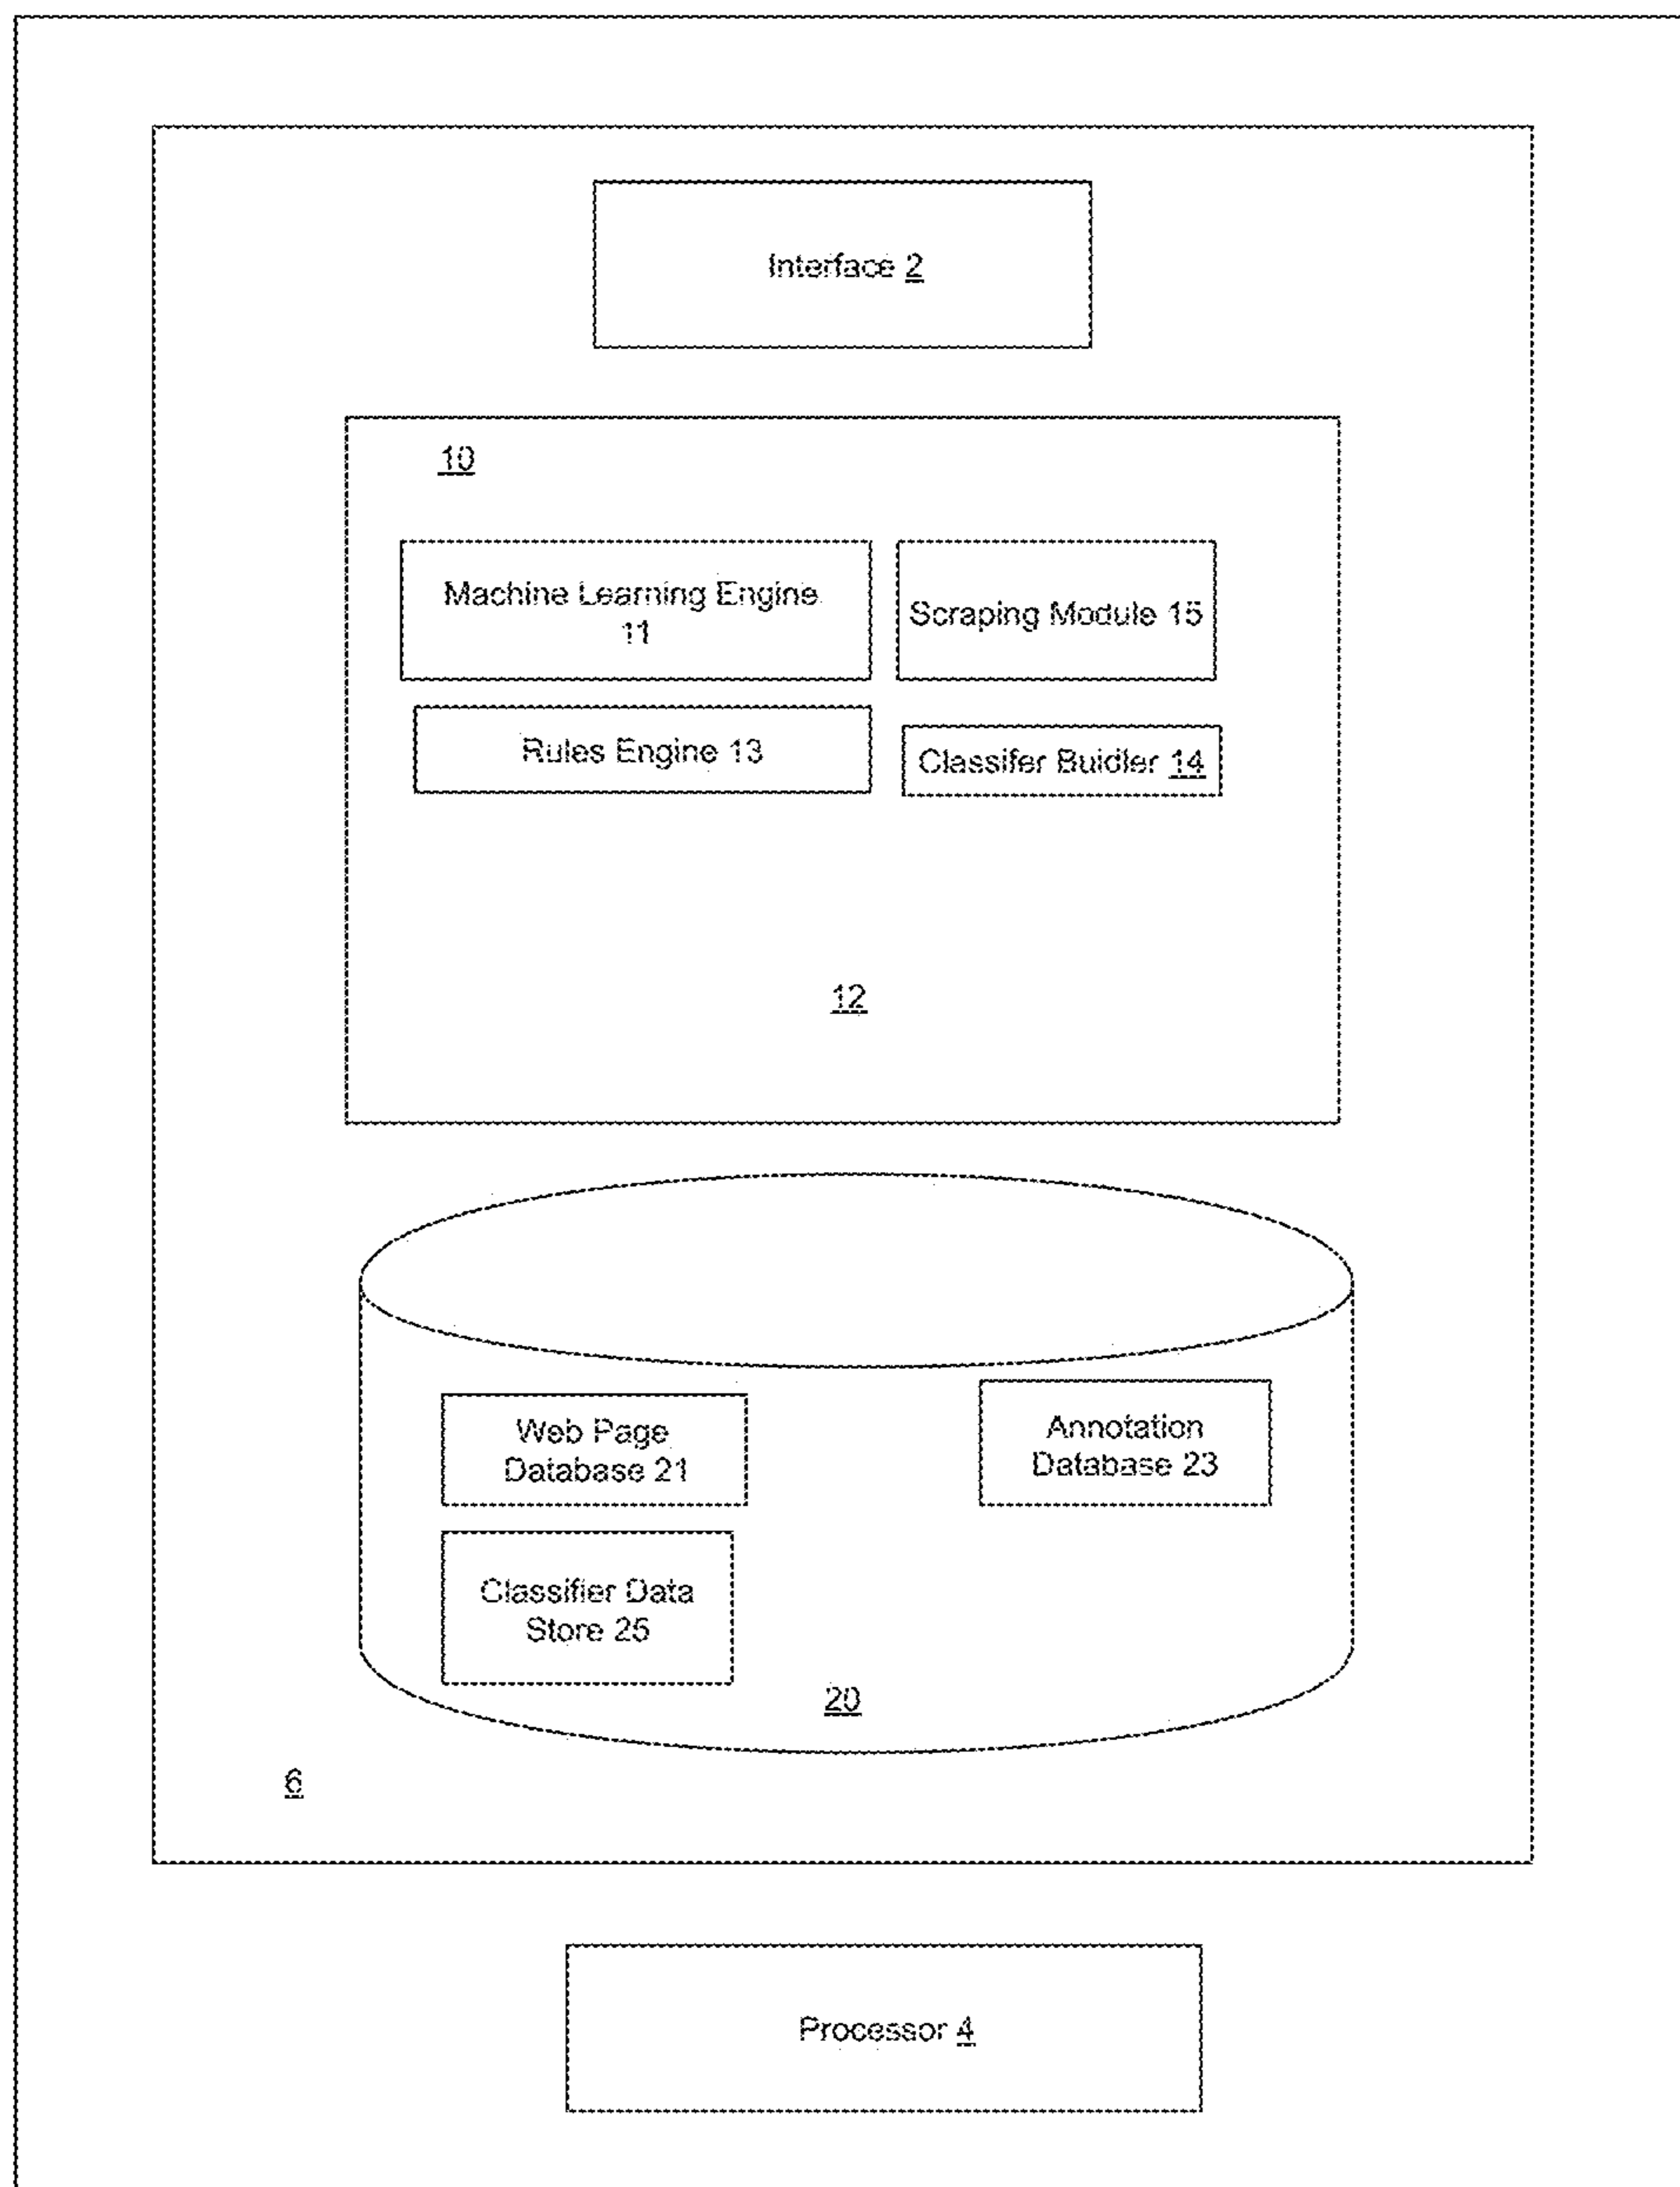 Interface 2
10
Machine Learning Engine
11
Scraping Module 15
Rules Engine 13
Classifer Buidler 14
12
Web Page
Database 21
Annotation
Database 23
Classifier Data
Store 25
20
6
Processor 4